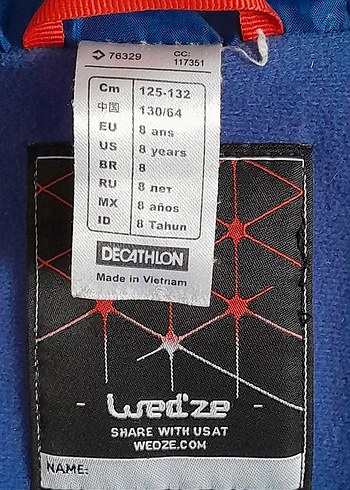 76329 CC: 117351
Cm 125-132
中国 130/64
EU 8 ans
US 8 years
BR 8
RU 8 лет
MX 8 años
ID 8 Tahun
DECATHLON
Made in Vietnam
- Wed'ze -
SHARE WITH US AT
WEDZE.COM
NAME: